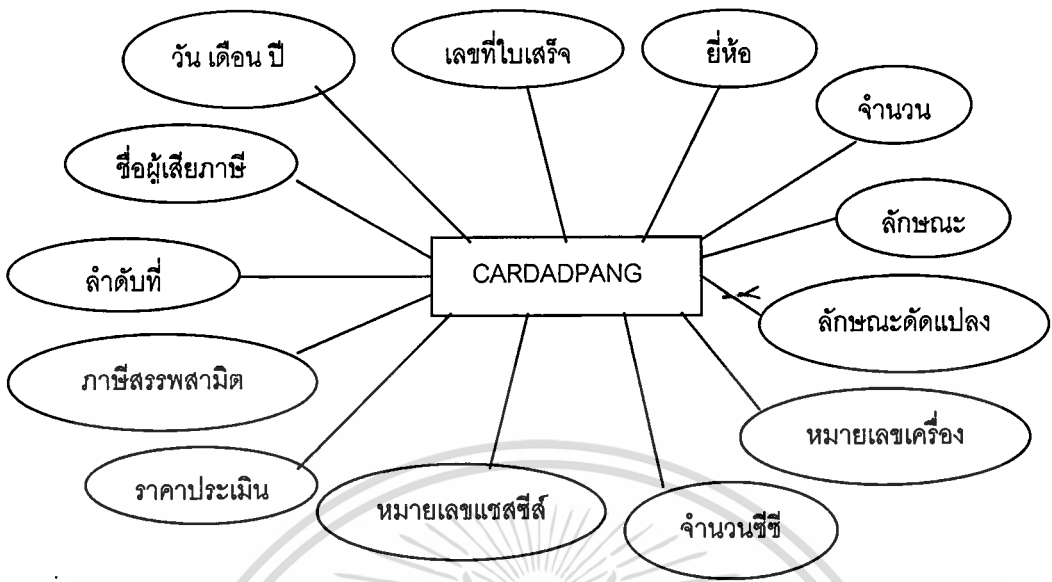 วัน เดือน ปี
เลขที่ใบเสร็จ
ยี่ห้อ
จำนวน
ชื่อผู้เสียภาษี
ลักษณะ
ลำดับที่
CARDADPANG
ลักษณะดัดแปลง
ภาษีสรรพสามิต
หมายเลขเครื่อง
ราคาประเมิน
หมายเลขแชสซีส์
จำนวนซีซี